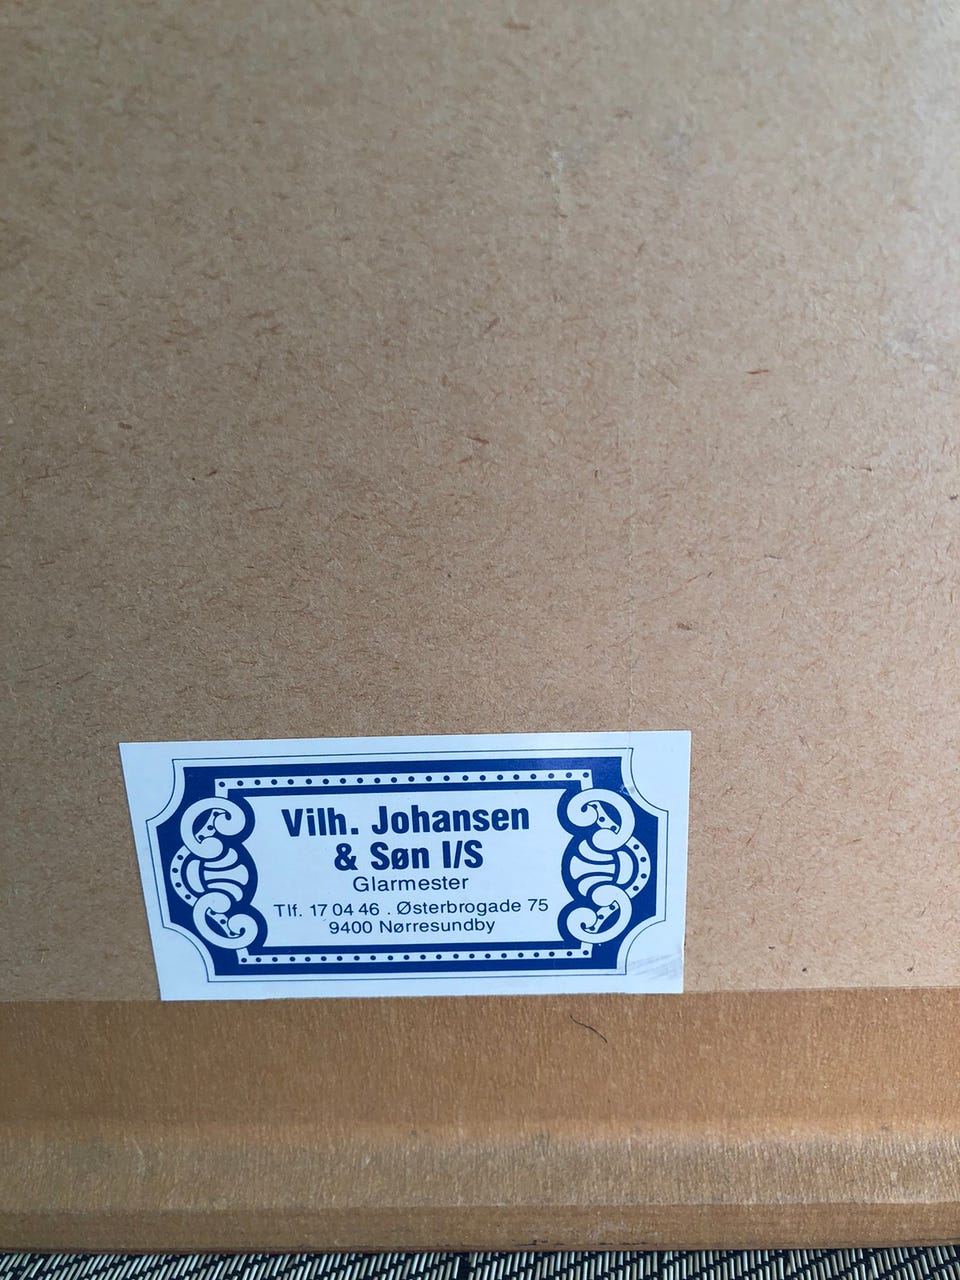 Vilh. Johansen
& Søn I/S
Glarmester
Tlf. 17 04 46 . Østerbrogade 75
9400 Nørresundby